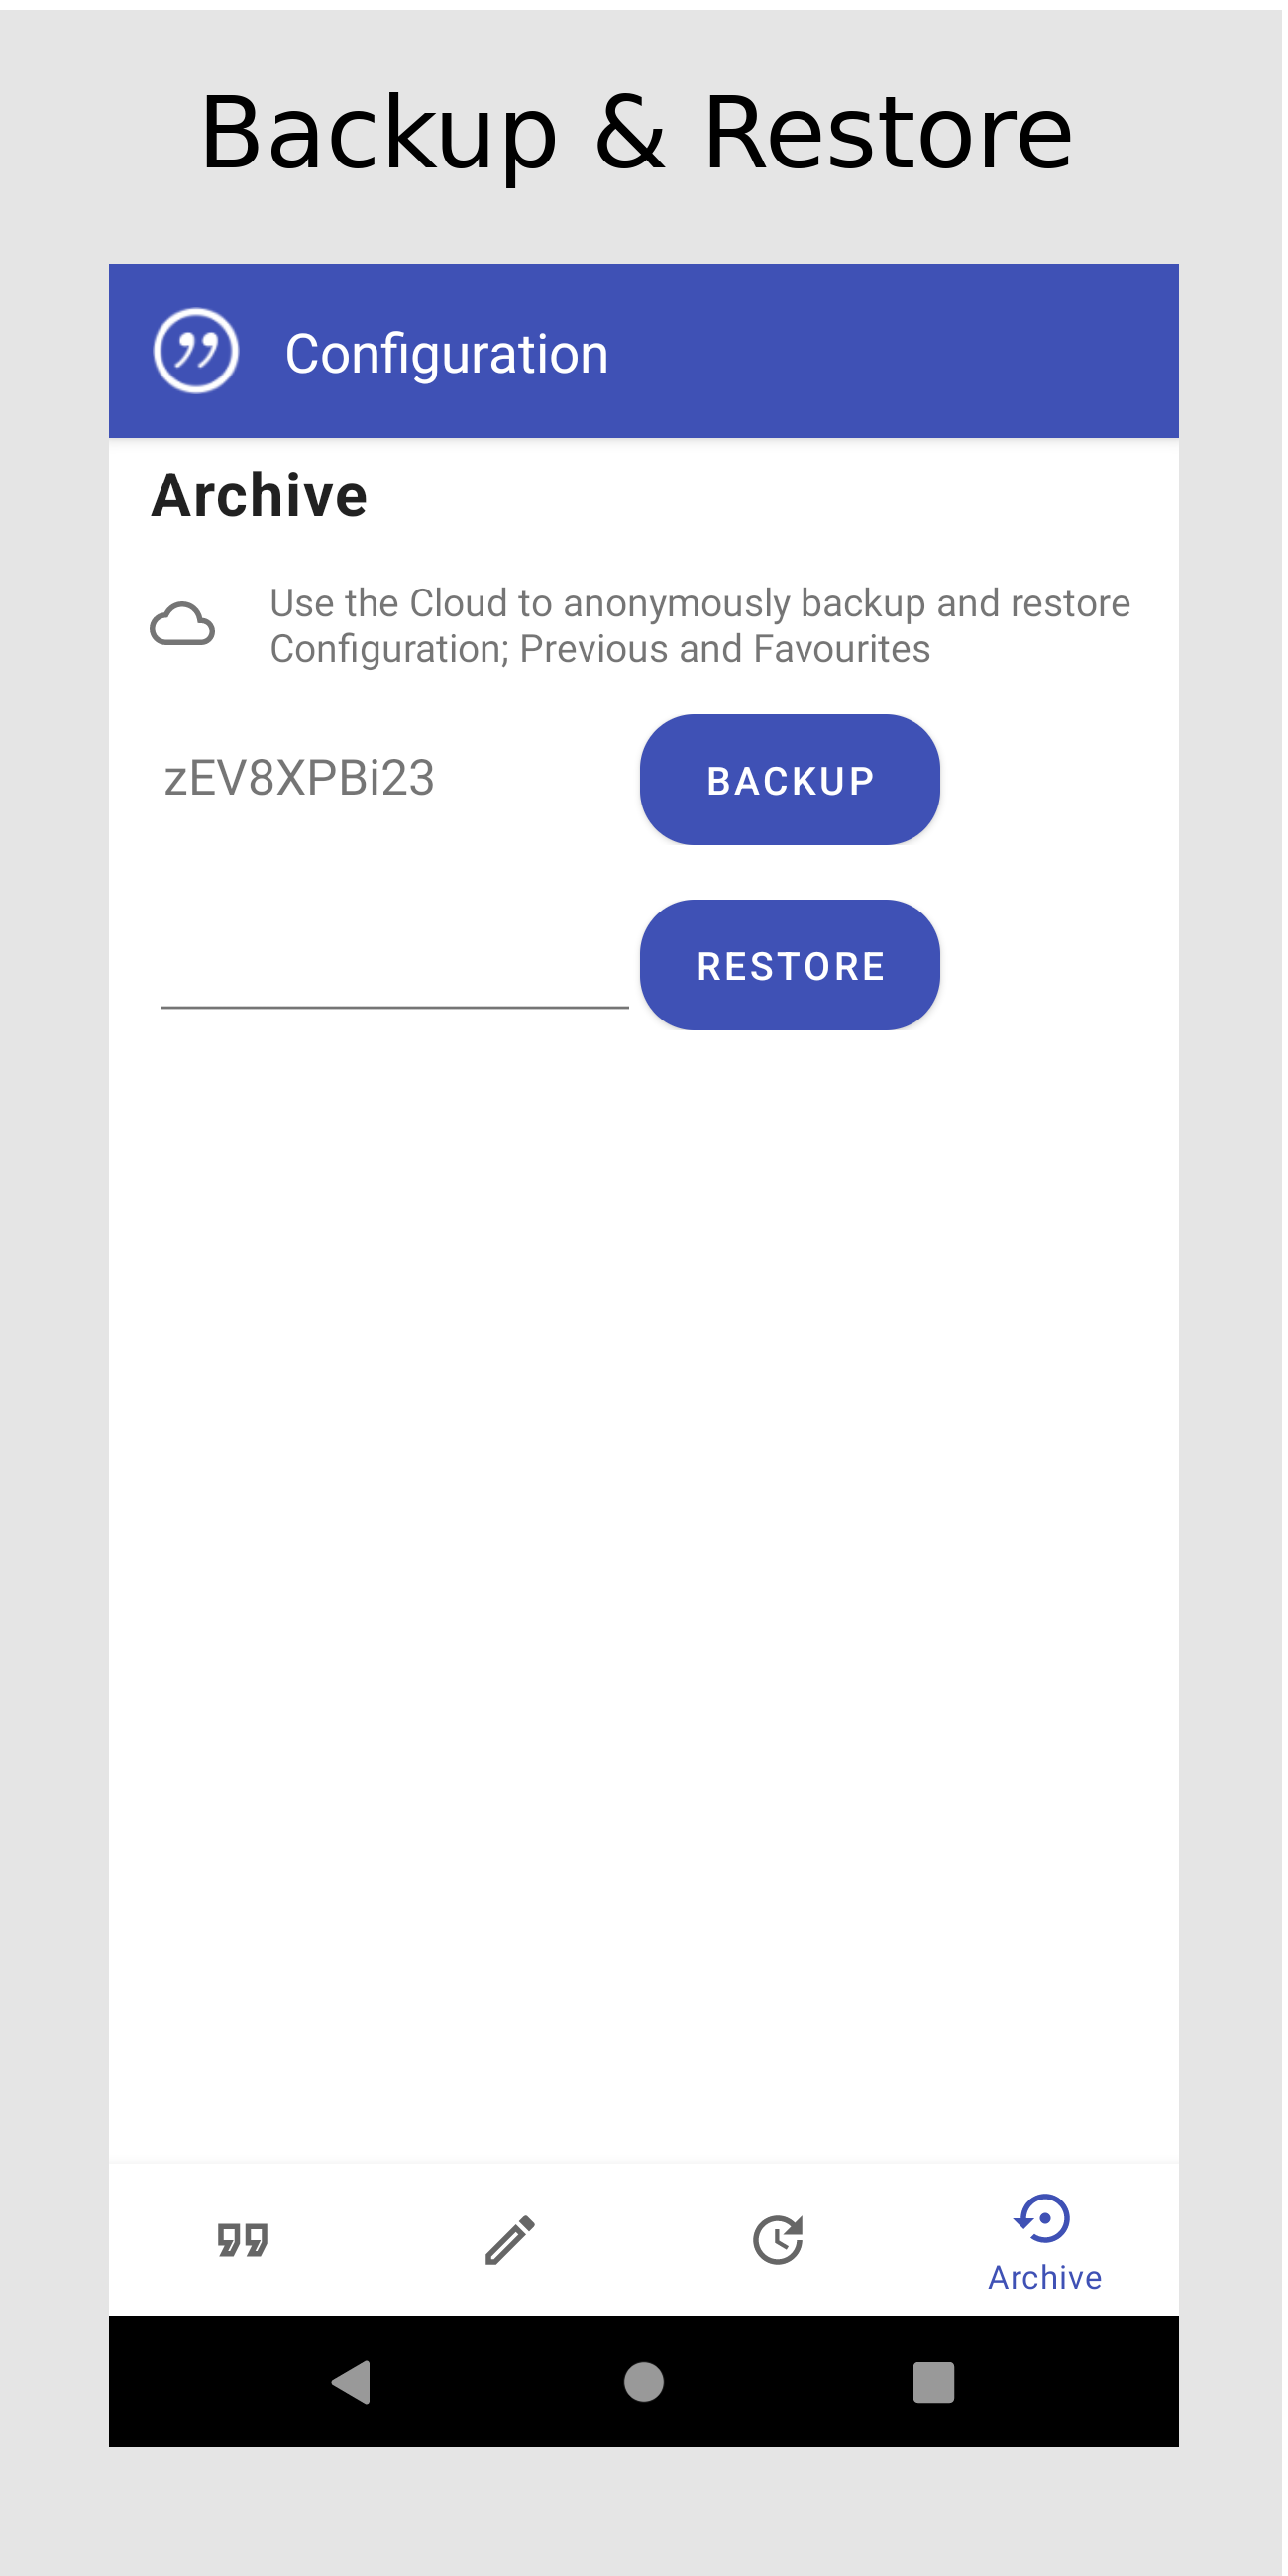 Backup & Restore
Configuration
Archive
Use the Cloud to anonymously backup and restore
Configuration; Previous and Favourites
zEV8XPBi23
BACKUP
RESTORE
Archive